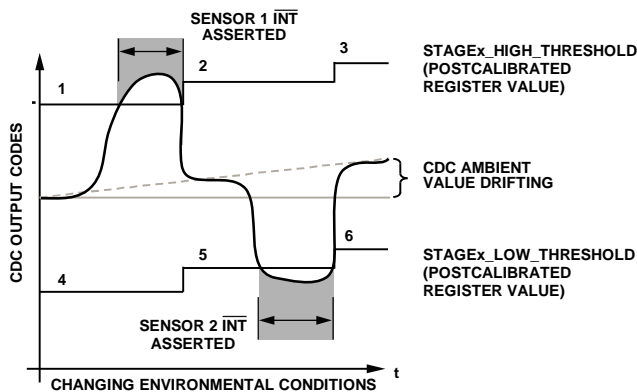 SENSOR 1 INT
ASSERTED
1
2
3
STAGEx_HIGH_THRESHOLD
(POSTCALIBRATED
REGISTER VALUE)
CDC OUTPUT CODES
CDC AMBIENT
VALUE DRIFTING
4
5
6
STAGEx_LOW_THRESHOLD
(POSTCALIBRATED
REGISTER VALUE)
SENSOR 2 INT
ASSERTED
t
CHANGING ENVIRONMENTAL CONDITIONS